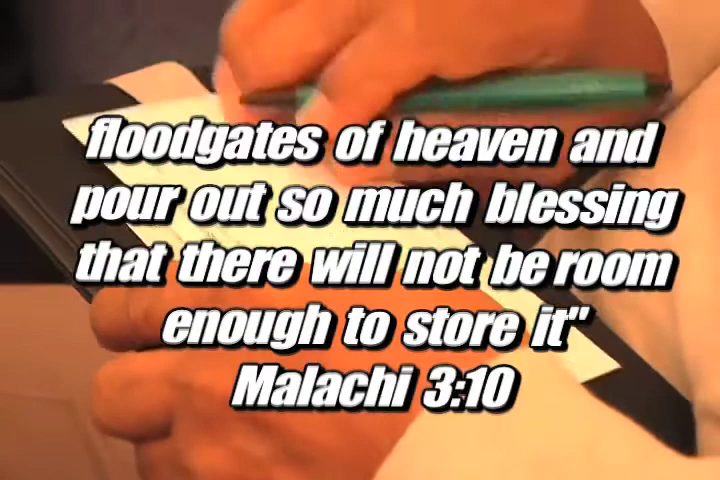 floodgates of heaven and
pour out so much blessing
that there will not be room
enough to store it"
Malachi 3:10